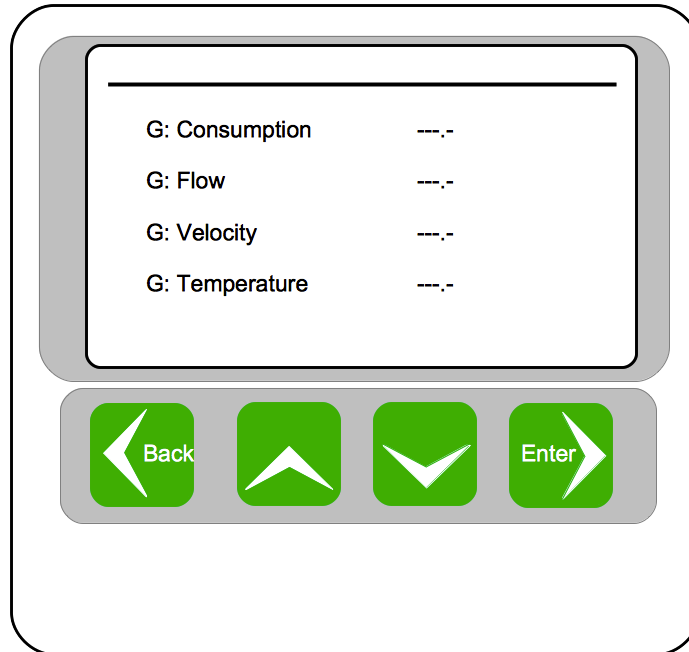 G: Consumption ---.-
G: Flow ---.-
G: Velocity ---.-
G: Temperature ---.-
Back Enter